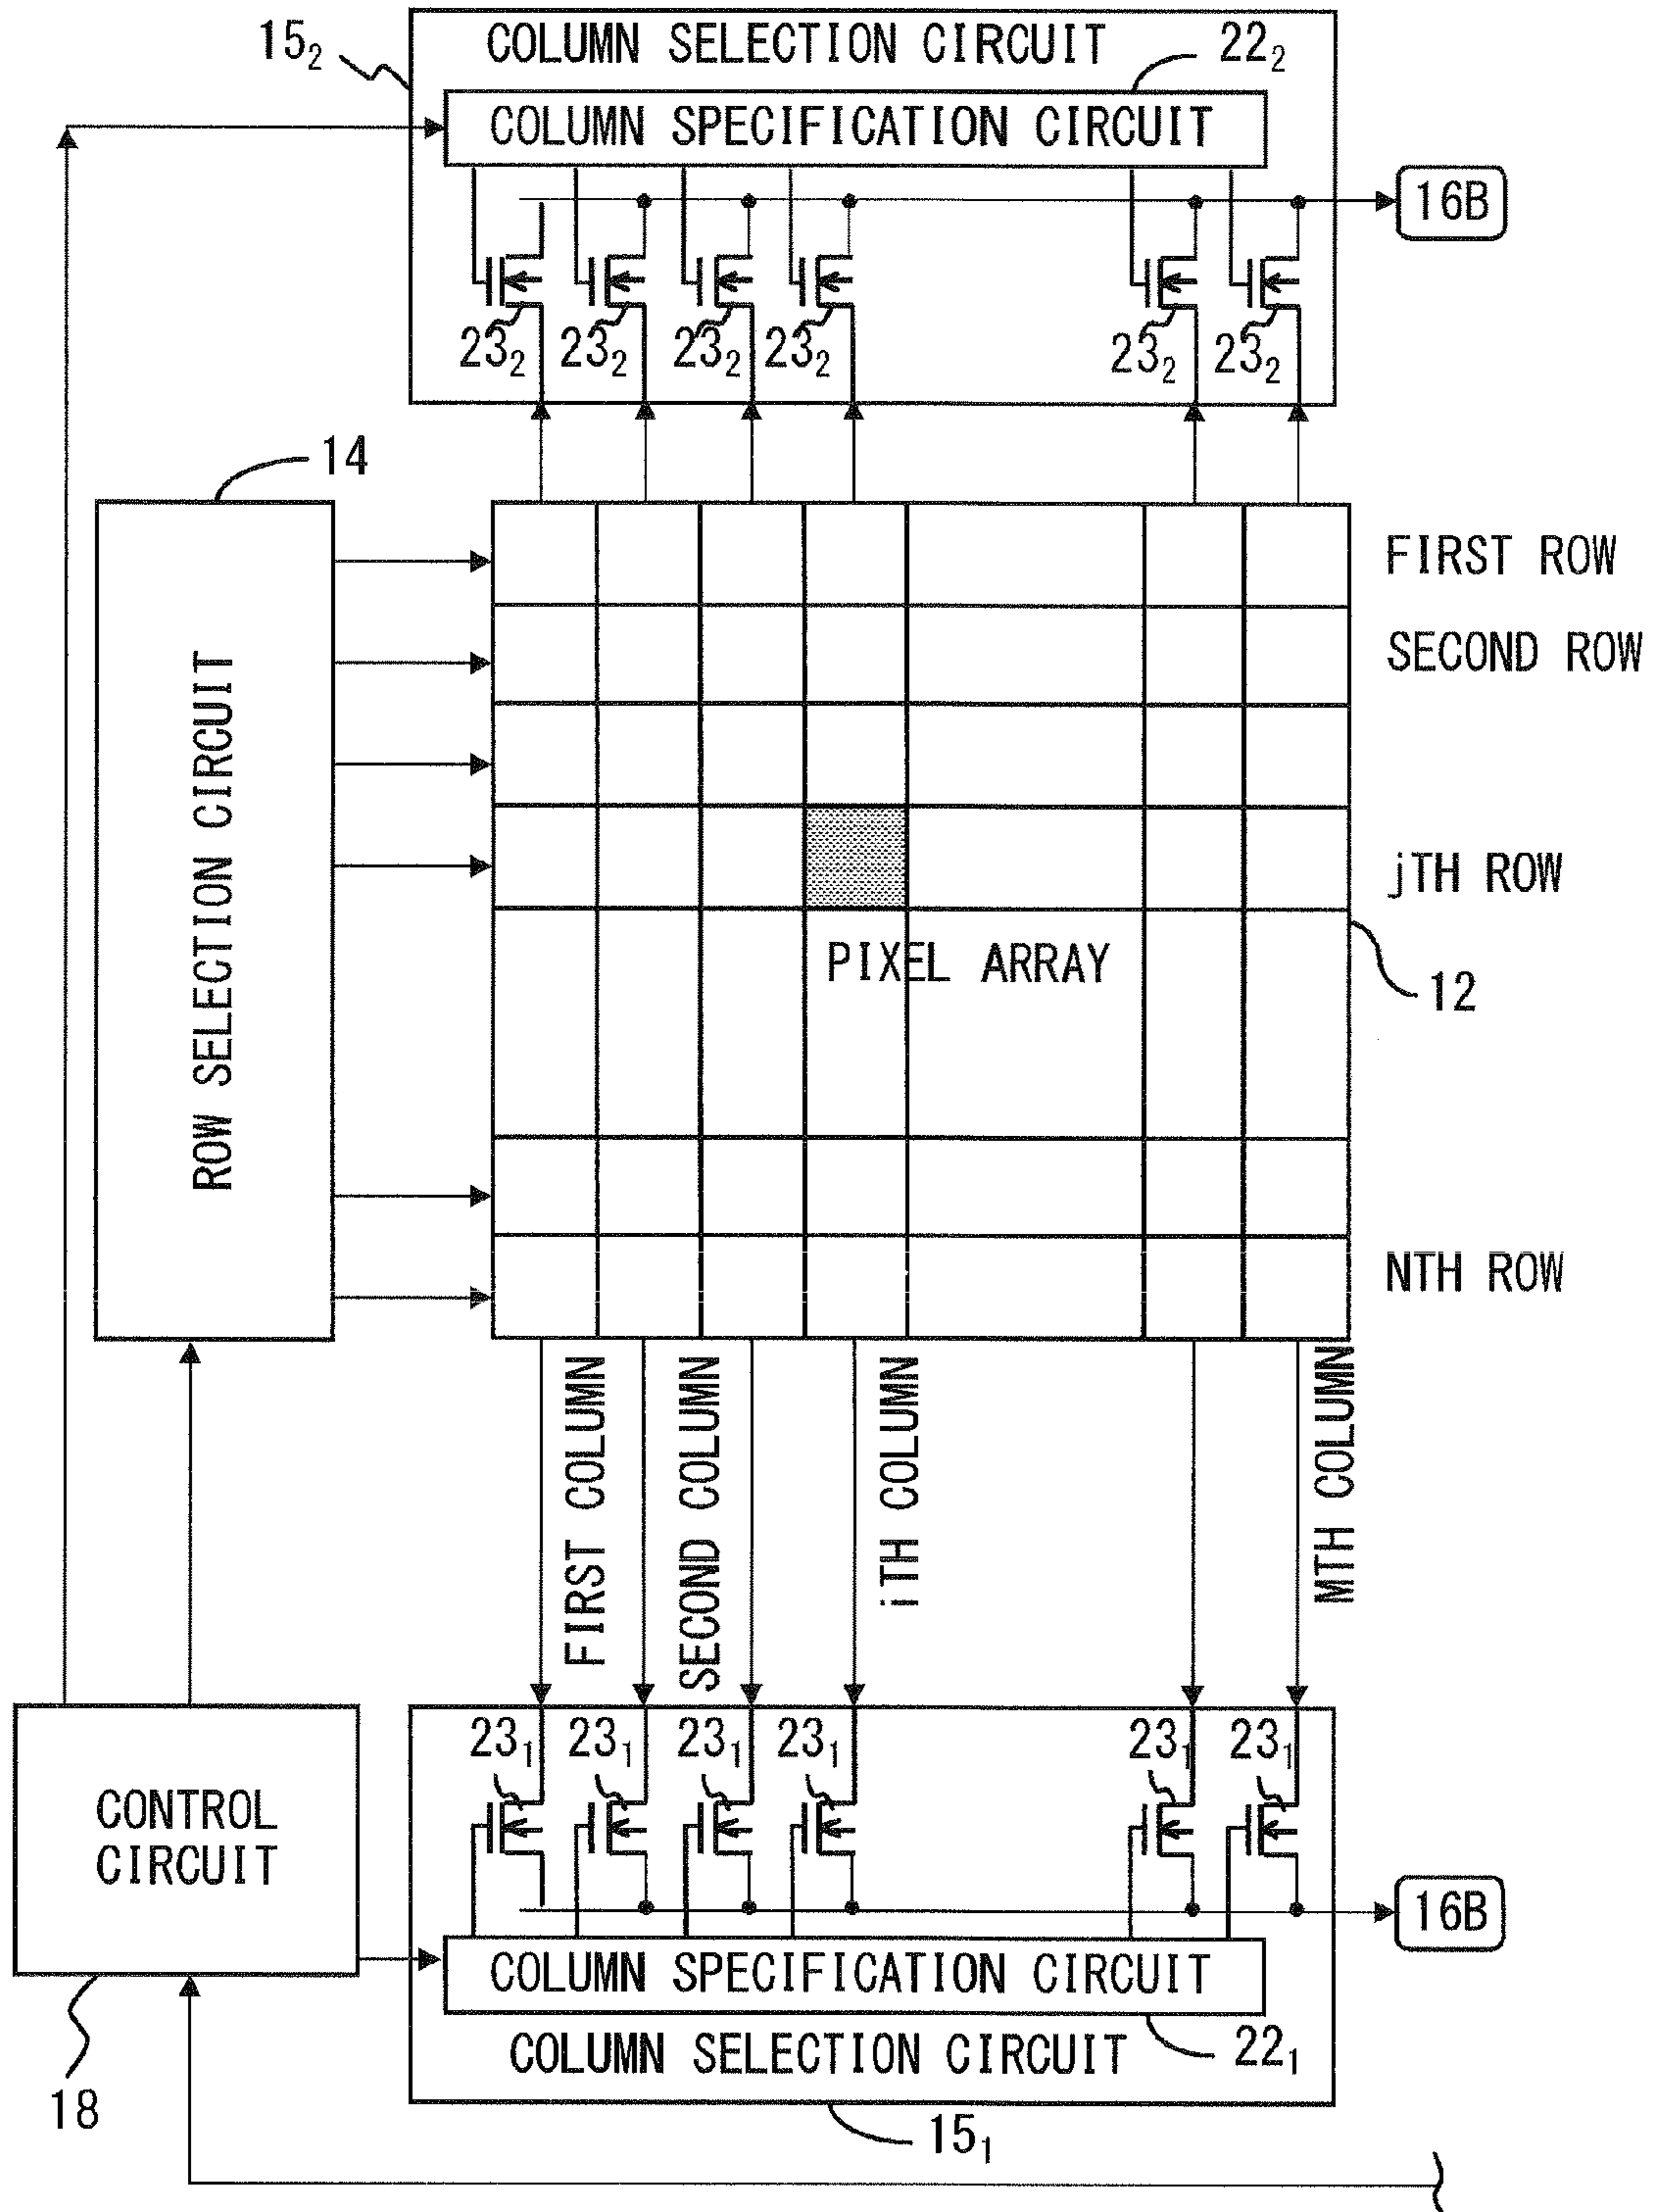 COLUMN SELECTION CIRCUIT
15₂
22₂
COLUMN SPECIFICATION CIRCUIT
16B
23₂ 23₂ 23₂ 23₂ 23₂ 23₂
14
ROW SELECTION CIRCUIT
FIRST ROW
SECOND ROW
jTH ROW
PIXEL ARRAY
12
NTH ROW
FIRST COLUMN
SECOND COLUMN
iTH COLUMN
MTH COLUMN
23₁ 23₁ 23₁ 23₁ 23₁ 23₁
CONTROL
CIRCUIT
16B
COLUMN SPECIFICATION CIRCUIT
COLUMN SELECTION CIRCUIT
22₁
18
15₁